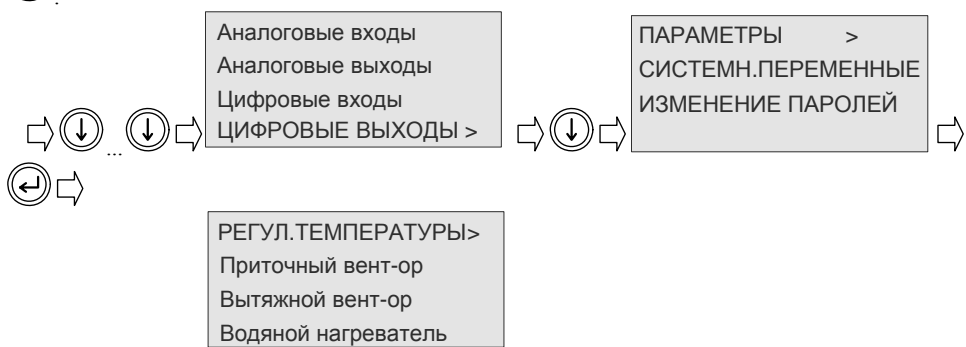 Аналоговые входы
Аналоговые выходы
Цифровые входы
ЦИФРОВЫЕ ВЫХОДЫ >
...
ПАРАМЕТРЫ >
СИСТЕМН.ПЕРЕМЕННЫЕ
ИЗМЕНЕНИЕ ПАРОЛЕЙ
РЕГУЛ.ТЕМПЕРАТУРЫ>
Приточный вент-ор
Вытяжной вент-ор
Водяной нагреватель